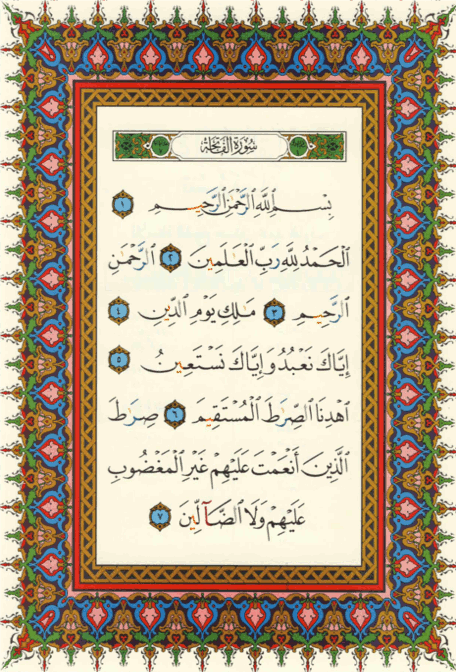 سُورَةُ الْفَاتِحَةِ
بِسْمِ ٱللَّهِ ٱلرَّحْمَٰنِ ٱلرَّحِيمِ ١
ٱلْحَمْدُ لِلَّهِ رَبِّ ٱلْعَٰلَمِينَ ٢ ٱلرَّحْمَٰنِ
ٱلرَّحِيمِ ٣ مَٰلِكِ يَوْمِ ٱلدِّينِ ٤
إِيَّاكَ نَعْبُدُ وَإِيَّاكَ نَسْتَعِينُ ٥
ٱهْدِنَا ٱلصِّرَٰطَ ٱلْمُسْتَقِيمَ ٦ صِرَٰطَ
ٱلَّذِينَ أَنْعَمْتَ عَلَيْهِمْ غَيْرِ ٱلْمَغْضُوبِ
عَلَيْهِمْ وَلَا ٱلضَّآلِّينَ ٧